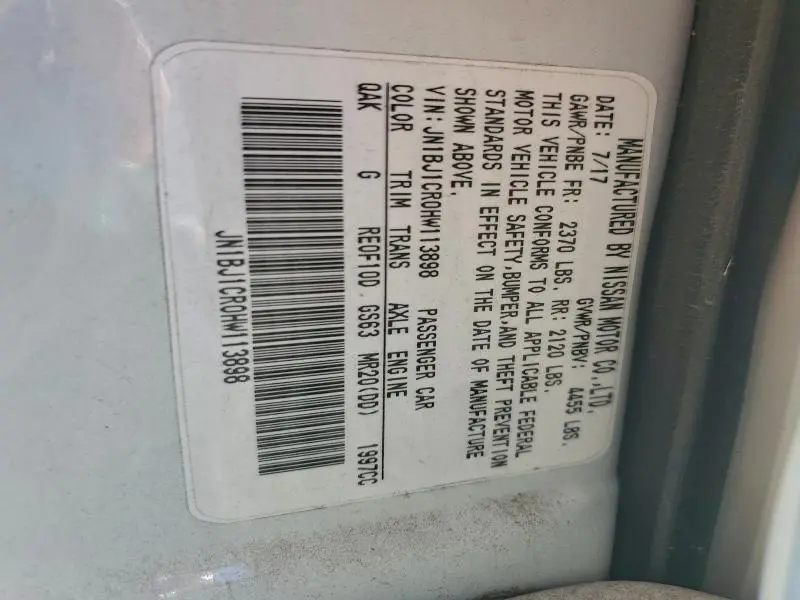 MANUFACTURED BY NISSAN MOTOR CO.,LTD.
DATE: 7/17 GVWR/PNBV: 4455 LBS.
GAWR/PNBE FR: 2370 LBS. RR: 2120 LBS.
THIS VEHICLE CONFORMS TO ALL APPLICABLE FEDERAL
MOTOR VEHICLE SAFETY,BUMPER,AND THEFT PREVENTION
STANDARDS IN EFFECT ON THE DATE OF MANUFACTURE
SHOWN ABOVE.
VIN: JN1BJ1CR0HW113898 PASSENGER CAR
COLOR TRIM TRANS AXLE ENGINE
QAK G RE0F10D GS63 MR20(DD) 1997CC
JN1BJ1CR0HW113898